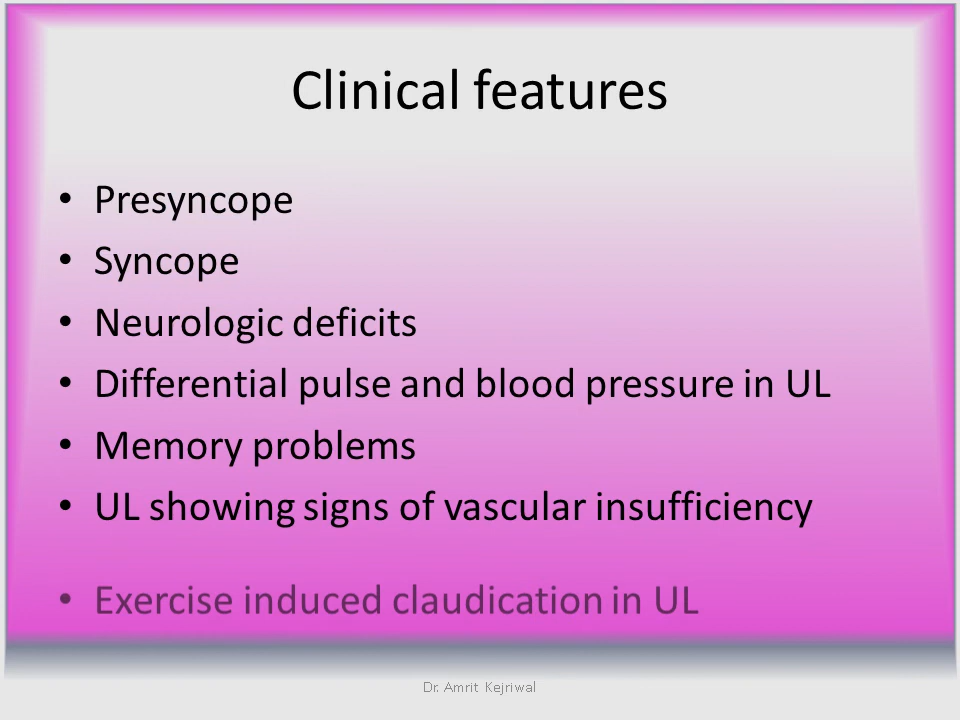 Clinical features
• Presyncope
• Syncope
• Neurologic deficits
• Differential pulse and blood pressure in UL
• Memory problems
• UL showing signs of vascular insufficiency
• Exercise induced claudication in UL
Dr. Amrit Kejriwal